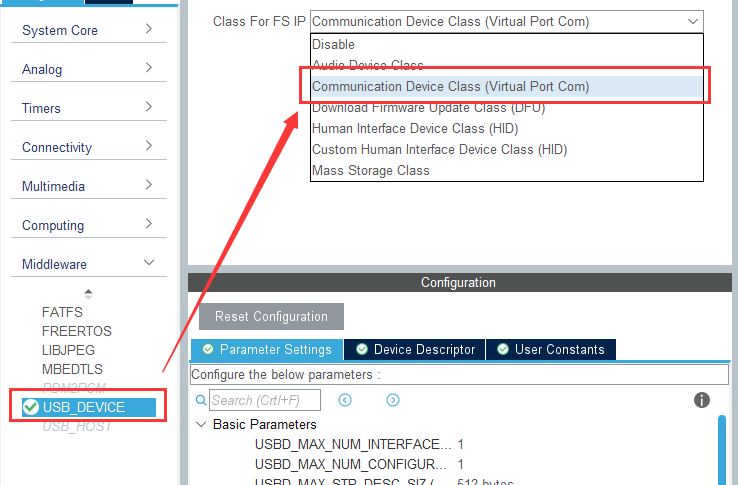 System Core
Analog
Timers
Connectivity
Multimedia
Computing
Middleware
FATFS
FREERTOS
LIBJPEG
MBEDTLS
PDM2PCM
USB_DEVICE
USB_HOST
Class For FS IP Communication Device Class (Virtual Port Com)
Disable
Audio Device Class
Communication Device Class (Virtual Port Com)
Download Firmware Update Class (DFU)
Human Interface Device Class (HID)
Custom Human Interface Device Class (HID)
Mass Storage Class
Configuration
Reset Configuration
Parameter Settings Device Descriptor User Constants
Configure the below parameters :
Search (Crtl+F)
Basic Parameters
USBD_MAX_NUM_INTERFACE... 1
USBD_MAX_NUM_CONFIGUR... 1
USBD_MAX_STR_DESC_SIZ (... 512 bytes